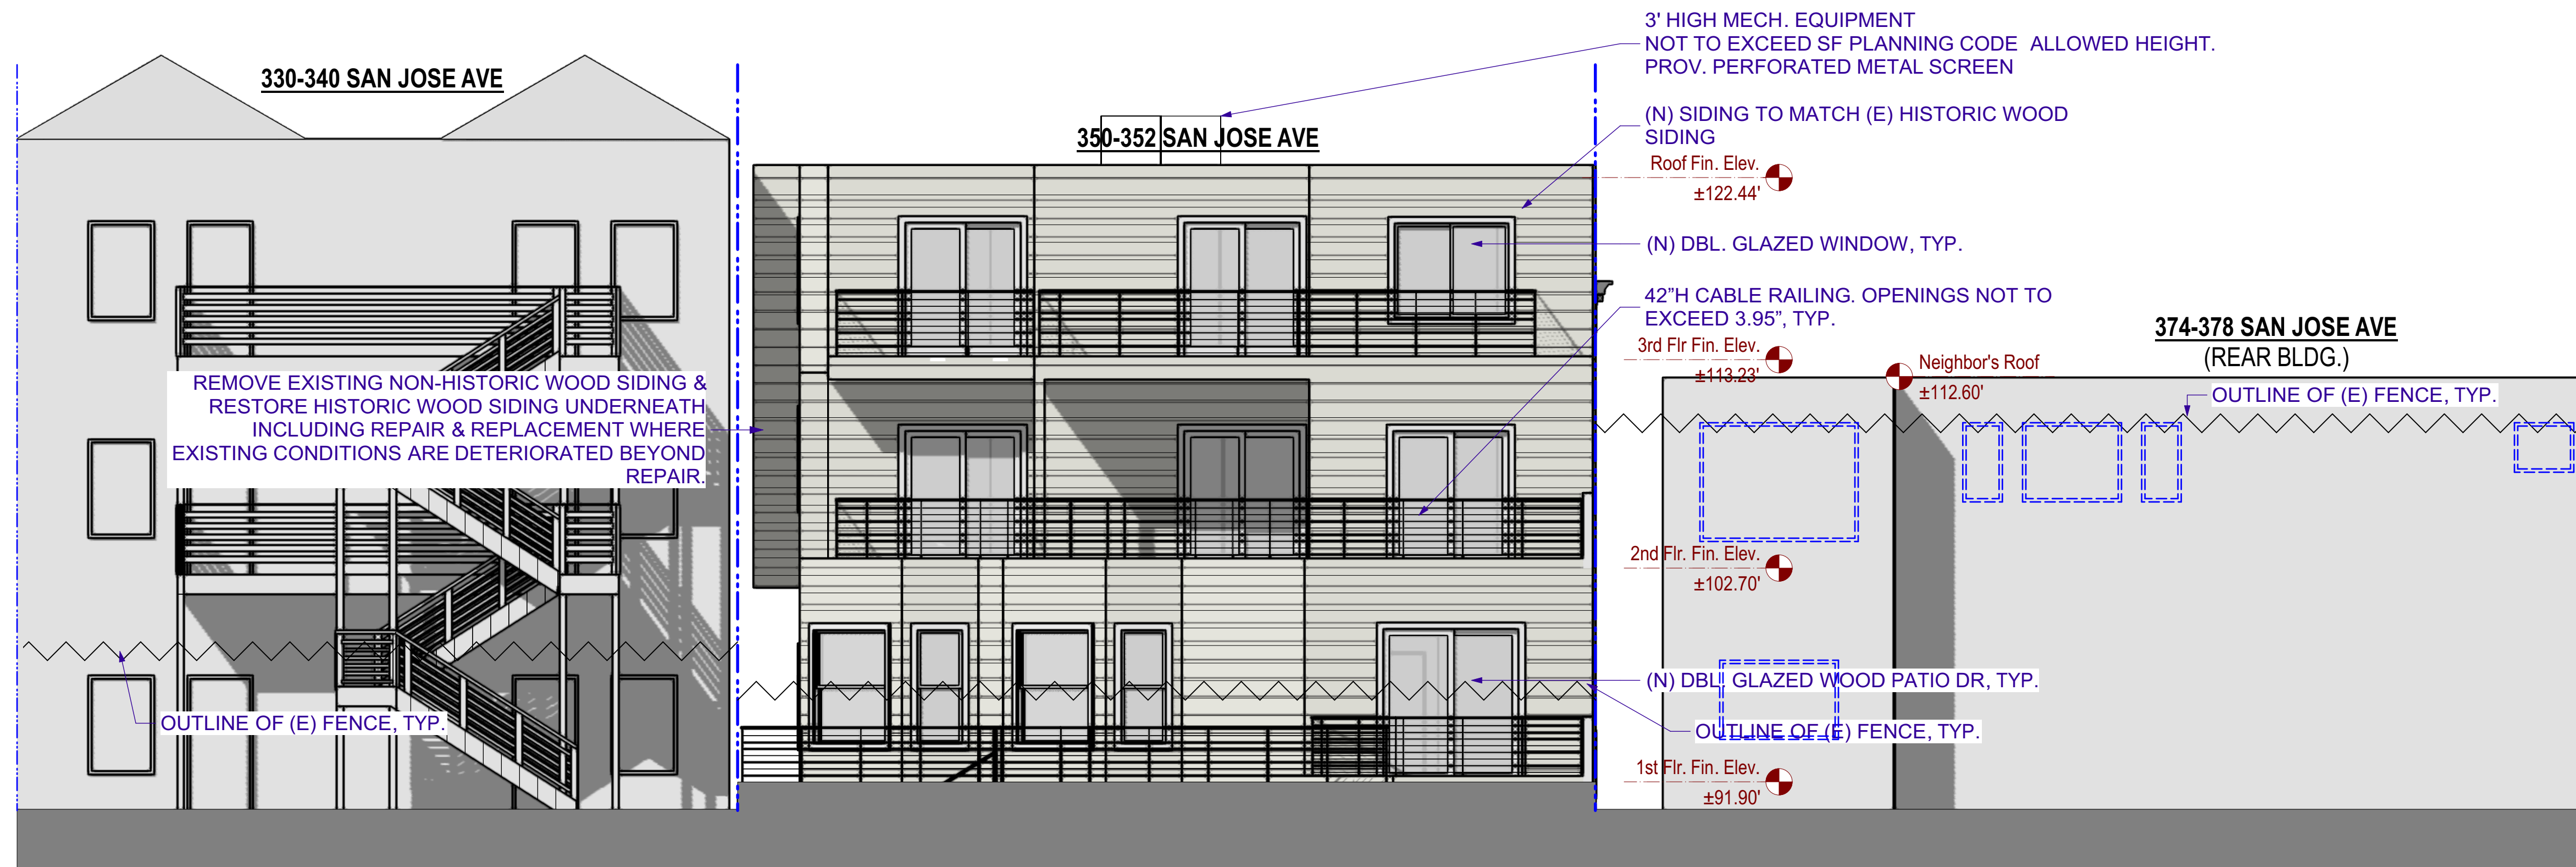 330-340 SAN JOSE AVE
350-352 SAN JOSE AVE
3' HIGH MECH. EQUIPMENT
NOT TO EXCEED SF PLANNING CODE ALLOWED HEIGHT.
PROV. PERFORATED METAL SCREEN
(N) SIDING TO MATCH (E) HISTORIC WOOD
SIDING
Roof Fin. Elev.
±122.44'
(N) DBL. GLAZED WINDOW, TYP.
42”H CABLE RAILING. OPENINGS NOT TO
EXCEED 3.95”, TYP.
3rd Flr Fin. Elev.
±113.23'
374-378 SAN JOSE AVE
(REAR BLDG.)
Neighbor's Roof
±112.60'
OUTLINE OF (E) FENCE, TYP.
REMOVE EXISTING NON-HISTORIC WOOD SIDING &
RESTORE HISTORIC WOOD SIDING UNDERNEATH
INCLUDING REPAIR & REPLACEMENT WHERE
EXISTING CONDITIONS ARE DETERIORATED BEYOND
REPAIR.
2nd Flr. Fin. Elev.
±102.70'
(N) DBL. GLAZED WOOD PATIO DR, TYP.
OUTLINE OF (E) FENCE, TYP.
OUTLINE OF (E) FENCE, TYP.
1st Flr. Fin. Elev.
±91.90'